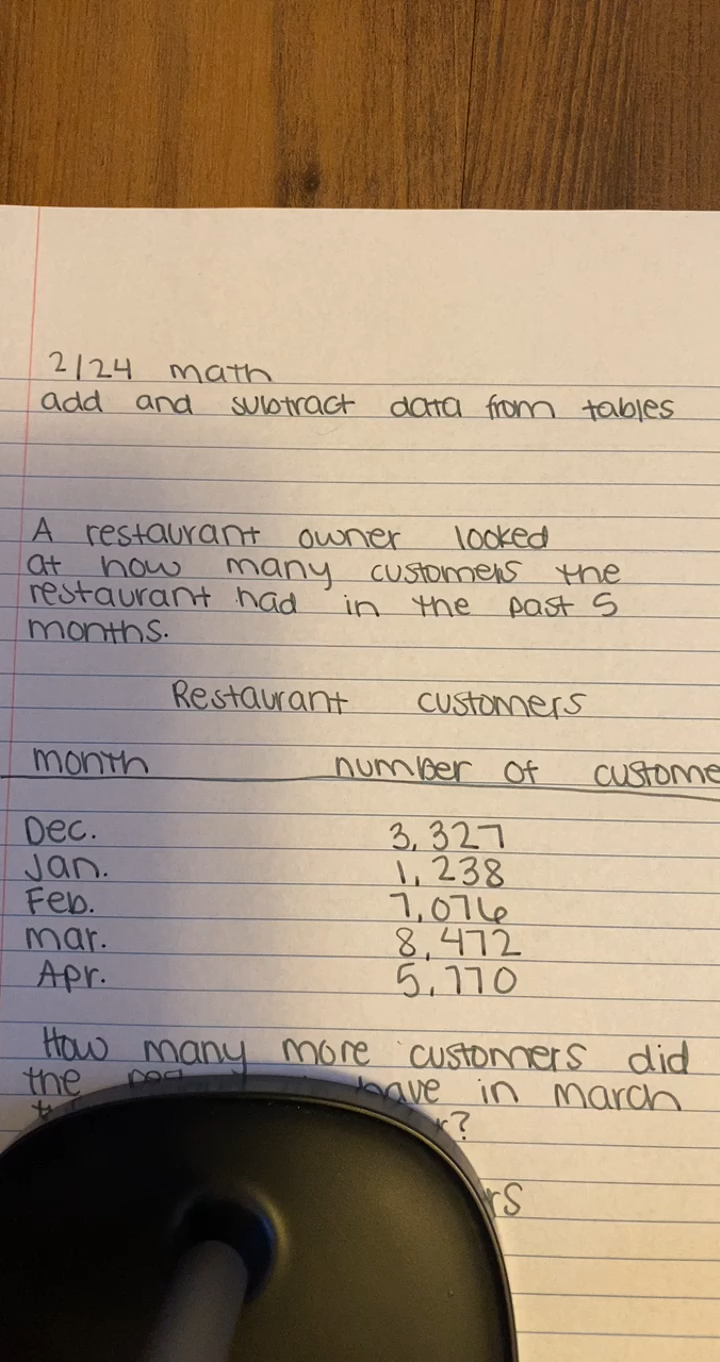 2/24 math
add and subtract data from tables
A restaurant owner looked
at how many customers the
restaurant had in the past 5
months.
Restaurant customers
month number of custome
Dec. 3,327
Jan. 1,238
Feb. 7,076
mar. 8,472
Apr. 5,770
How many more customers did
the have in march